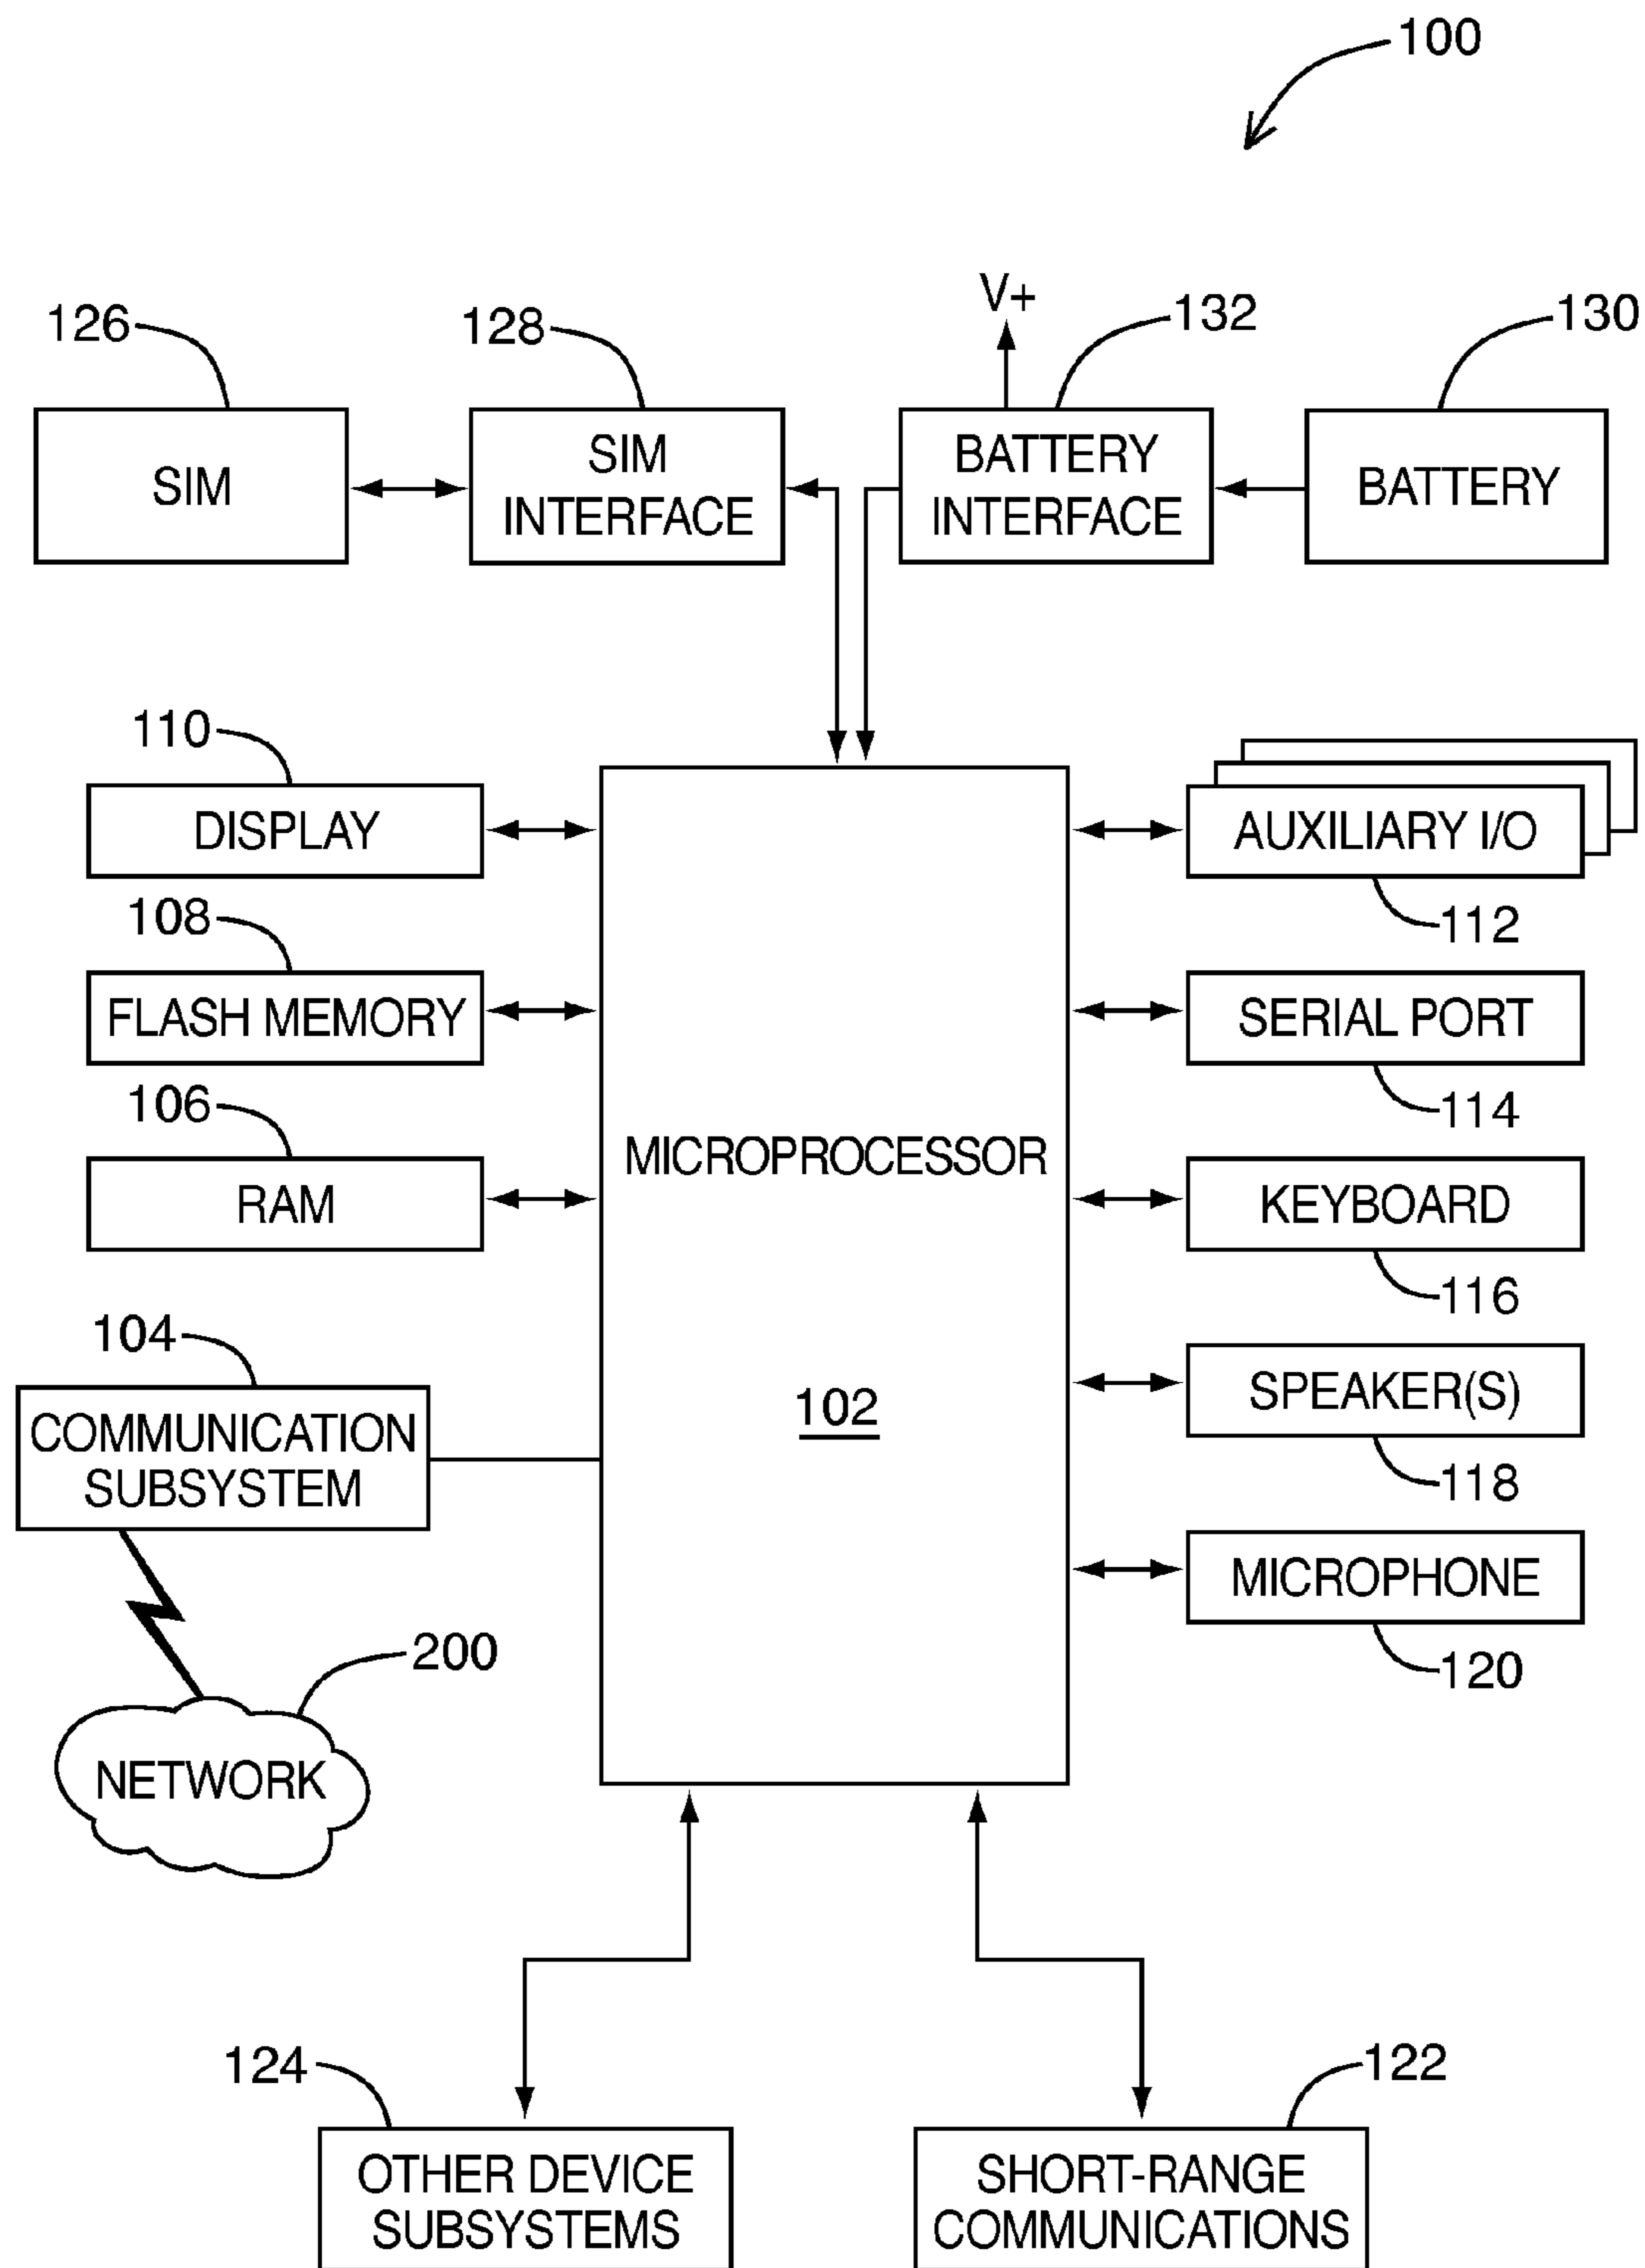 100
V+
126
128
132
130
SIM
SIM
INTERFACE
BATTERY
INTERFACE
BATTERY
110
DISPLAY
AUXILIARY I/O
112
108
FLASH MEMORY
SERIAL PORT
114
106
RAM
MICROPROCESSOR
102
KEYBOARD
116
104
COMMUNICATION
SUBSYSTEM
SPEAKER(S)
118
MICROPHONE
120
200
NETWORK
124
OTHER DEVICE
SUBSYSTEMS
122
SHORT-RANGE
COMMUNICATIONS